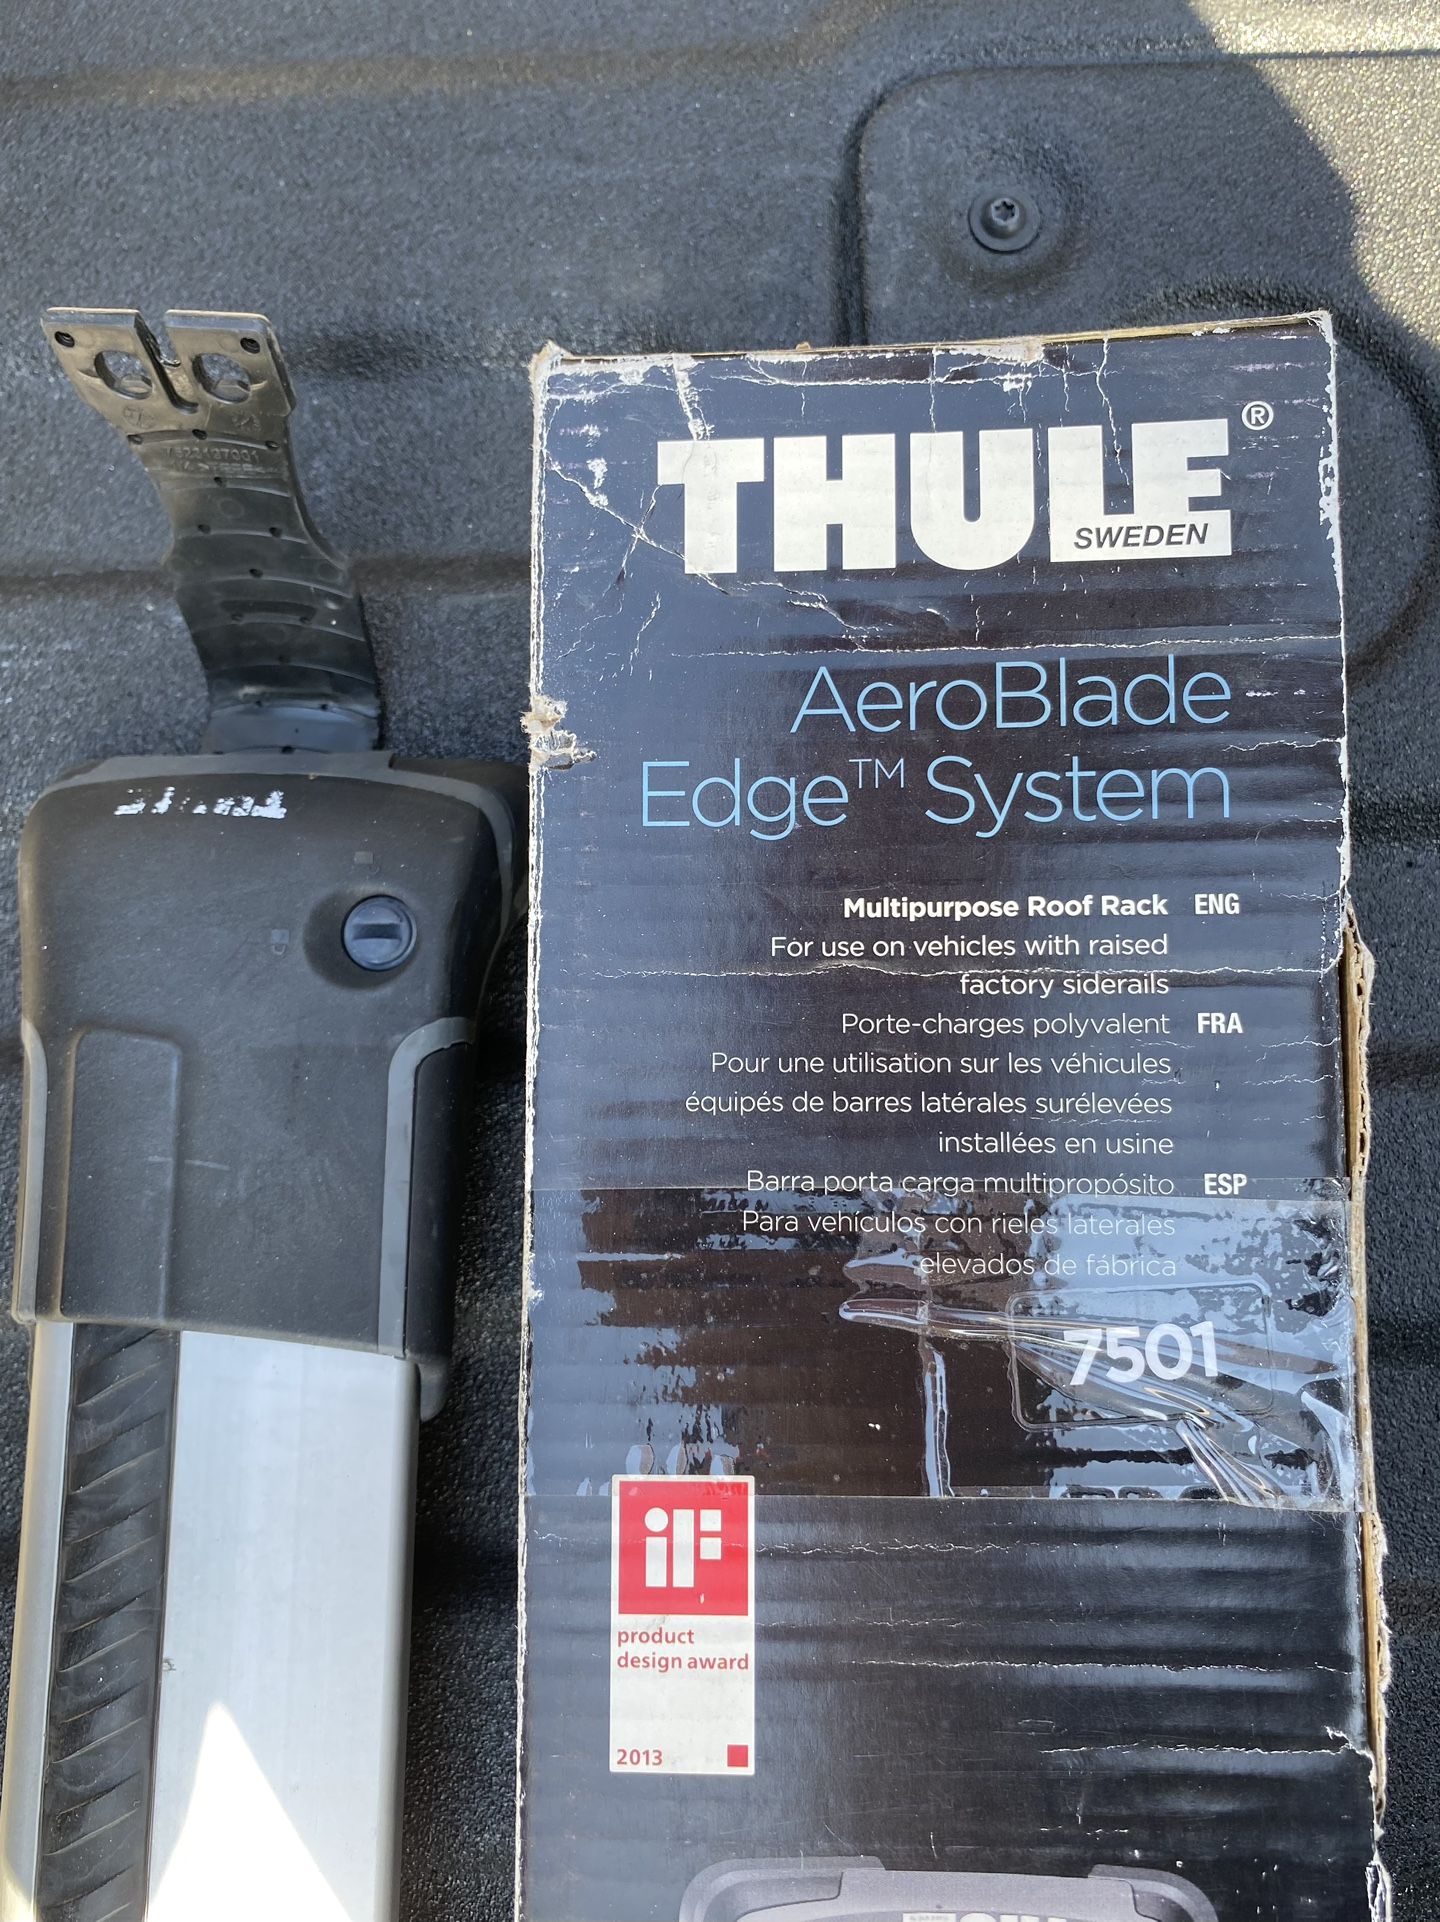 THULE®
SWEDEN
AeroBlade
Edge™ System
Multipurpose Roof Rack ENG
For use on vehicles with raised
factory siderails
Porte-charges polyvalent FRA
Pour une utilisation sur les véhicules
équipés de barres latérales surélevées
installées en usine
Barra porta carga multipropósito ESP
Para vehículos con rieles laterales
elevados de fábrica
7501
iF
product
design award
2013